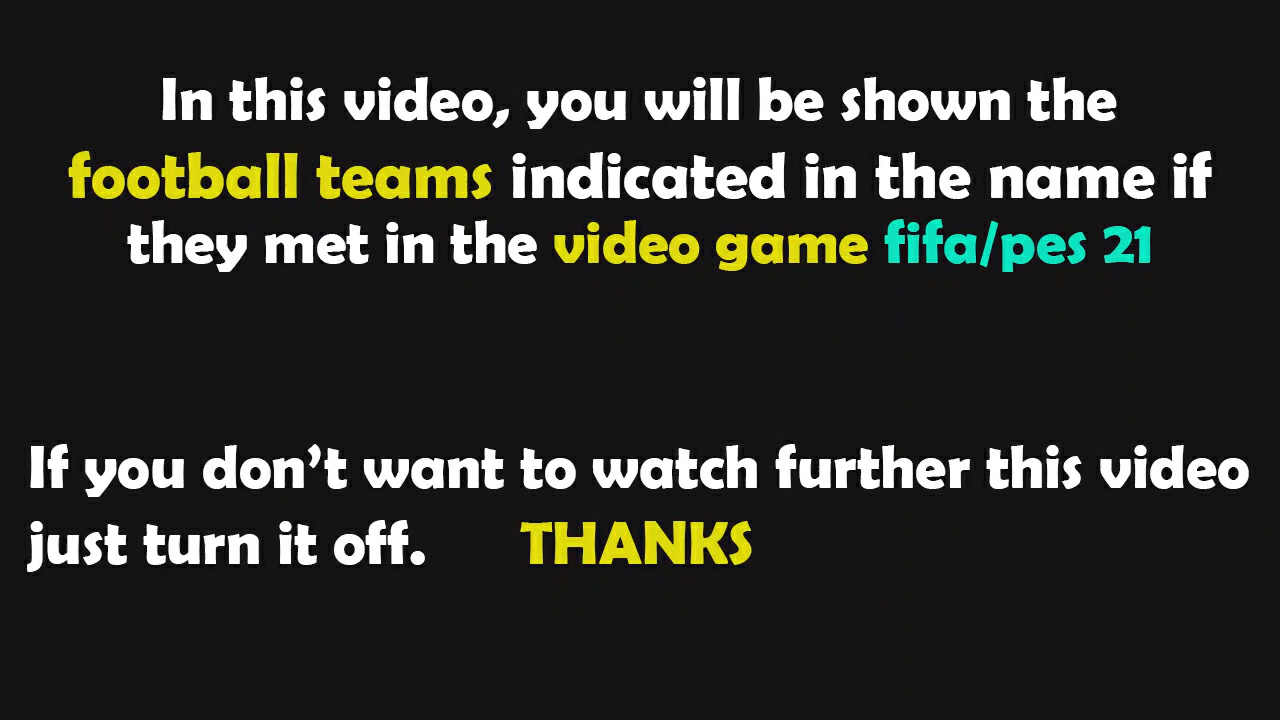 In this video, you will be shown the
football teams indicated in the name if
they met in the video game fifa/pes 21
If you don't want to watch further this video
just turn it off. THANKS